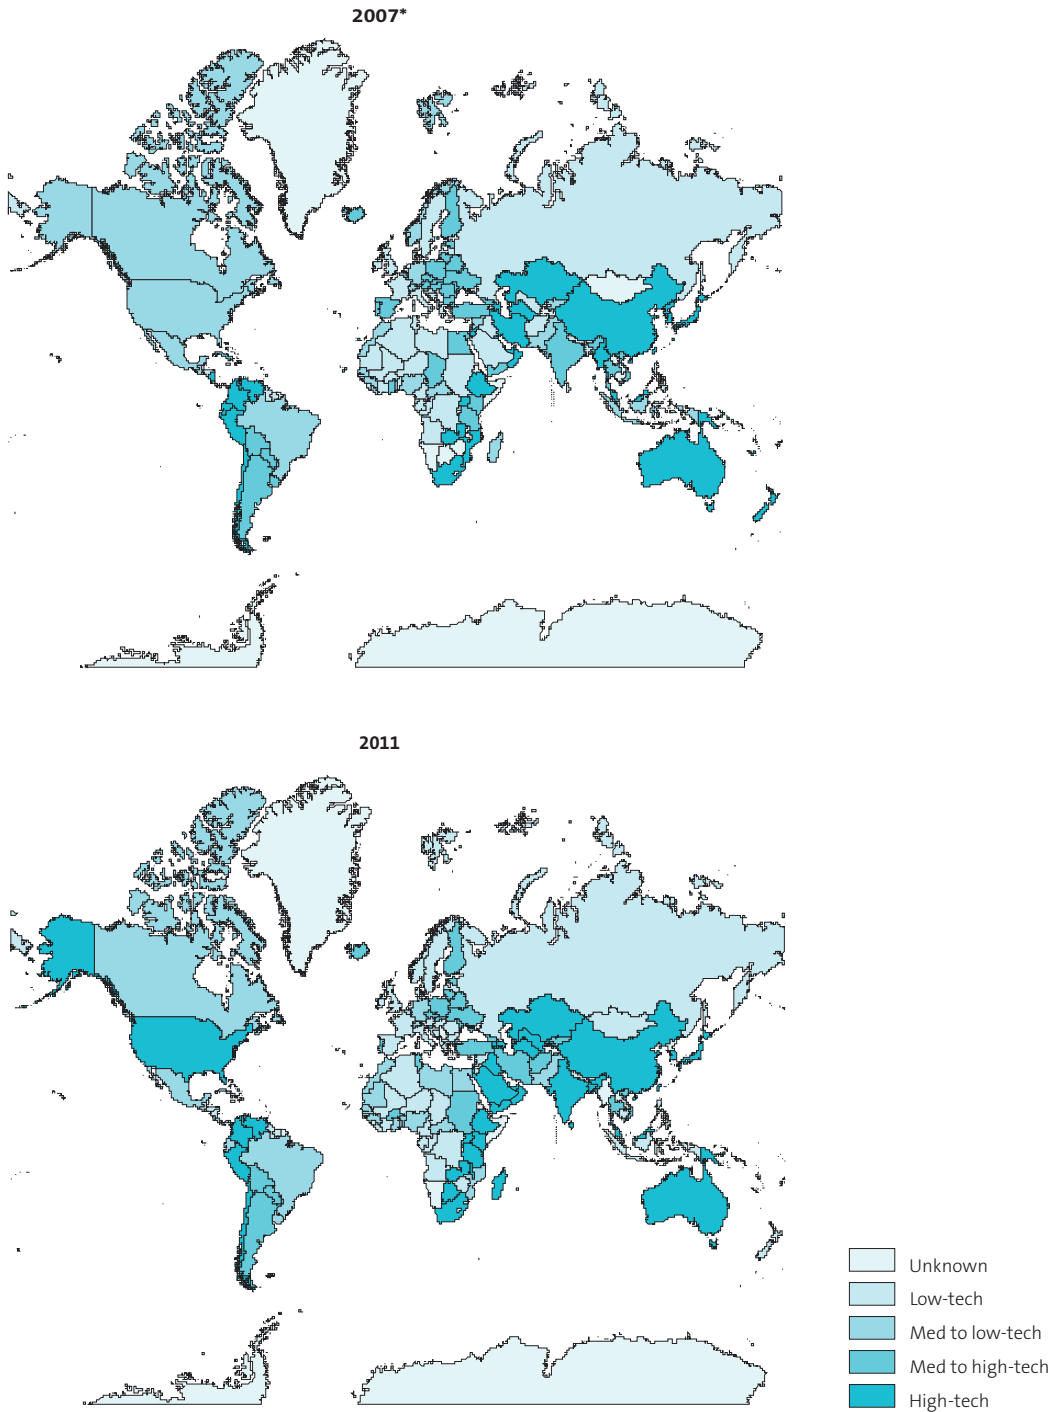 2007*
2011
Unknown
Low-tech
Med to low-tech
Med to high-tech
High-tech